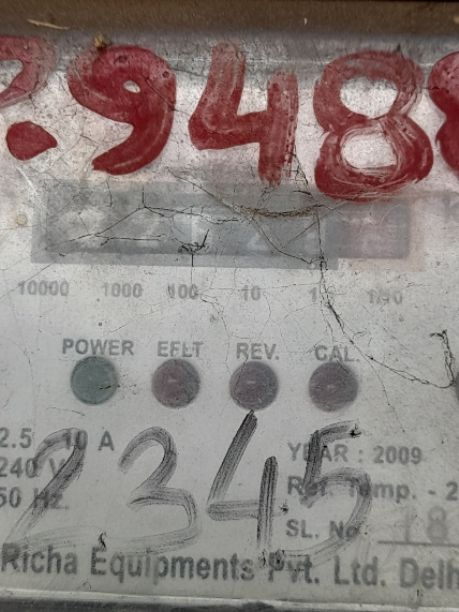 ?.9488
10000 1000 100 10 1 1/10
POWER EFLT REV. CAL.
2.5 - 10 A
240 V YEAR : 2009
50 Hz. Ref. Temp. - 2
2345
SL. No. 18
Richa Equipments Pvt. Ltd. Delh